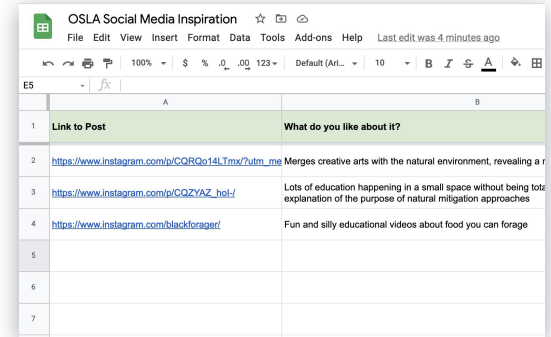 OSLA Social Media Inspiration
File Edit View Insert Format Data Tools Add-ons Help Last edit was 4 minutes ago
100% $ % .0 .00 123 Default (Ari... 10 B I S A
E5 fx
A B
1 Link to Post What do you like about it?
2 https://www.instagram.com/p/CQRQo14LTmx/?utm_me Merges creative arts with the natural environment, revealing a
3 https://www.instagram.com/p/CQZYAZ_hoI-/ Lots of education happening in a small space without being
explanation of the purpose of natural mitigation approaches
4 https://www.instagram.com/blackforager/ Fun and silly educational videos about food you can forage
5
6
7